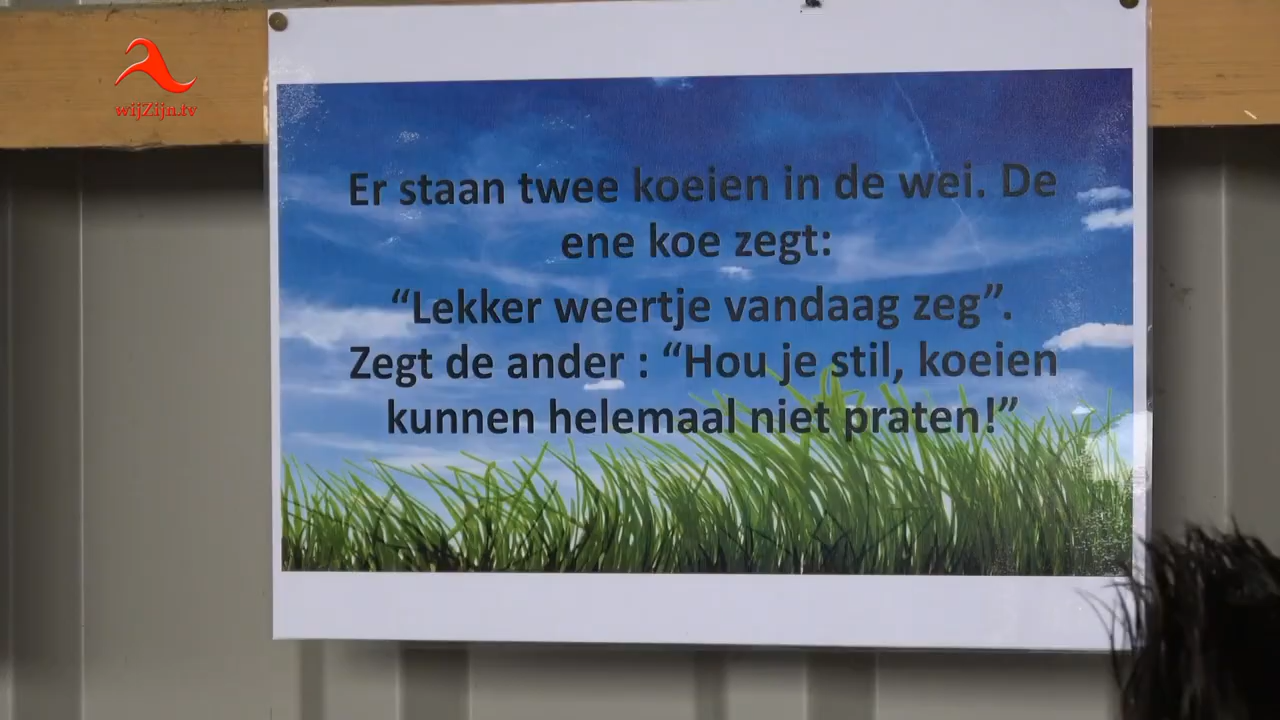 wijZijn.tv
Er staan twee koeien in de wei. De
ene koe zegt:
“Lekker weertje vandaag zeg”.
Zegt de ander : “Hou je stil, koeien
kunnen helemaal niet praten!”